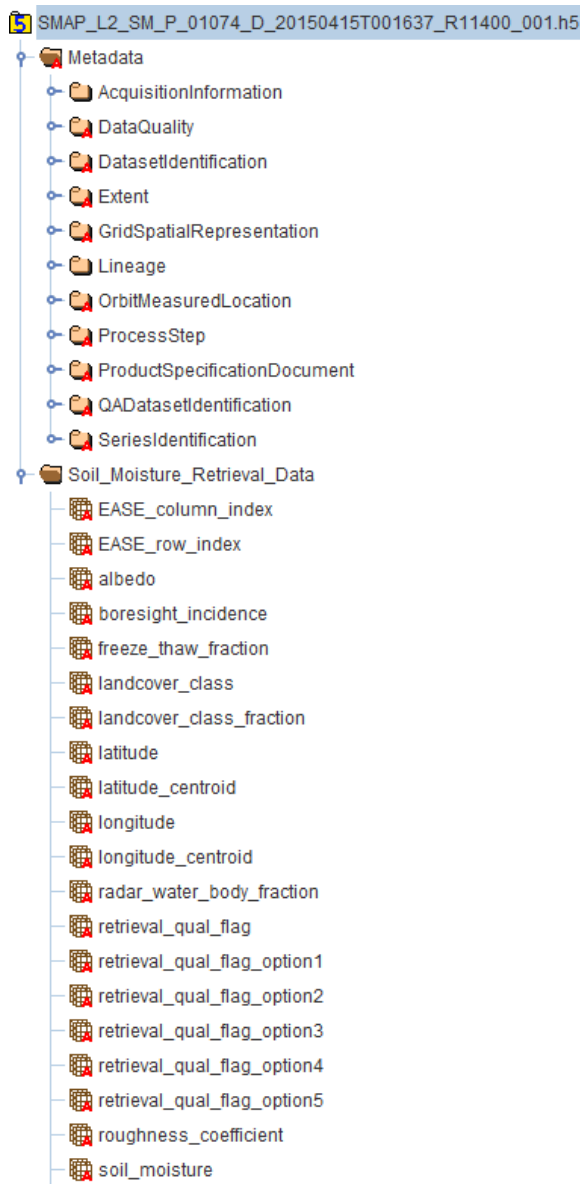 SMAP_L2_SM_P_01074_D_20150415T001637_R11400_001.h5
Metadata
AcquisitionInformation
DataQuality
DatasetIdentification
Extent
GridSpatialRepresentation
Lineage
OrbitMeasuredLocation
ProcessStep
ProductSpecificationDocument
QADatasetIdentification
SeriesIdentification
Soil_Moisture_Retrieval_Data
EASE_column_index
EASE_row_index
albedo
boresight_incidence
freeze_thaw_fraction
landcover_class
landcover_class_fraction
latitude
latitude_centroid
longitude
longitude_centroid
radar_water_body_fraction
retrieval_qual_flag
retrieval_qual_flag_option1
retrieval_qual_flag_option2
retrieval_qual_flag_option3
retrieval_qual_flag_option4
retrieval_qual_flag_option5
roughness_coefficient
soil_moisture